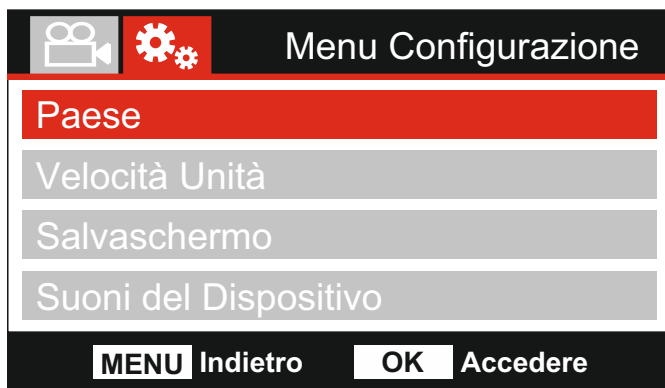 Menu Configurazione
Paese
Velocità Unità
Salvaschermo
Suoni del Dispositivo
MENU Indietro OK Accedere